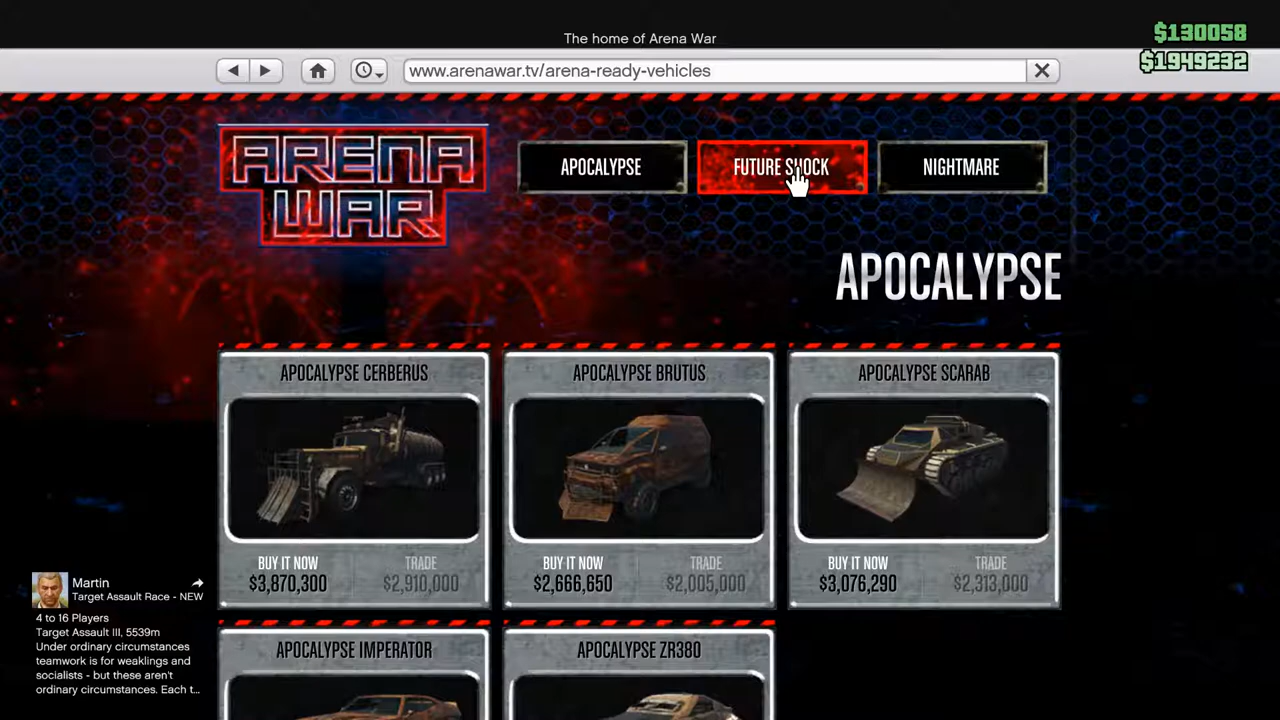 The home of Arena War
$130058
$1949232
www.arenawar.tv/arena-ready-vehicles
ARENA
WAR
APOCALYPSE
FUTURE SHOCK
NIGHTMARE
APOCALYPSE
APOCALYPSE CERBERUS
BUY IT NOW
$3,870,300
TRADE
$2,910,000
APOCALYPSE BRUTUS
BUY IT NOW
$2,666,650
TRADE
$2,005,000
APOCALYPSE SCARAB
BUY IT NOW
$3,076,290
TRADE
$2,313,000
APOCALYPSE IMPERATOR
APOCALYPSE ZR380
Martin
Target Assault Race - NEW
4 to 16 Players
Target Assault III, 5539m
Under ordinary circumstances
teamwork is for weaklings and
socialists - but these aren't
ordinary circumstances. Each t...